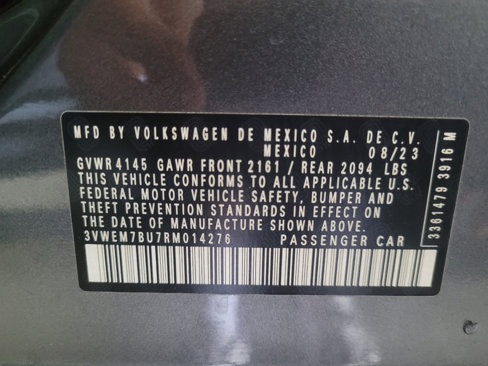 MFD BY VOLKSWAGEN DE MEXICO S.A. DE C.V.
MEXICO 08/23
GVWR 4145 GAWR FRONT 2161 / REAR 2094 LBS
THIS VEHICLE CONFORMS TO ALL APPLICABLE U.S.
FEDERAL MOTOR VEHICLE SAFETY, BUMPER AND
THEFT PREVENTION STANDARDS IN EFFECT ON
THE DATE OF MANUFACTURE SHOWN ABOVE.
3VWEM7BU7RM014276 PASSENGER CAR
3361479 3916 M